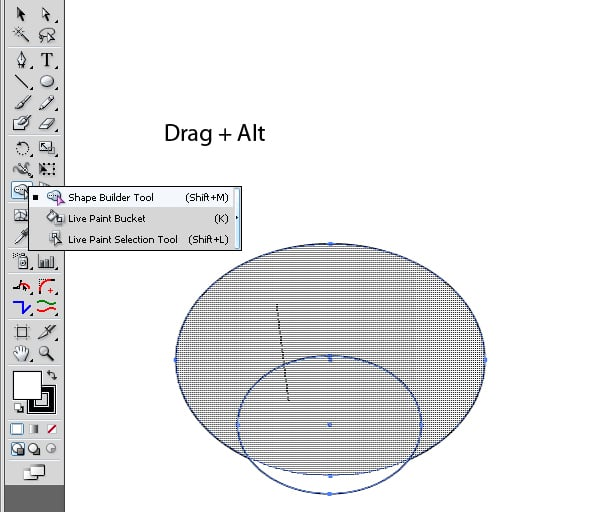 T
Drag + Alt
Shape Builder Tool (Shift+M)
Live Paint Bucket (K)
Live Paint Selection Tool (Shift+L)